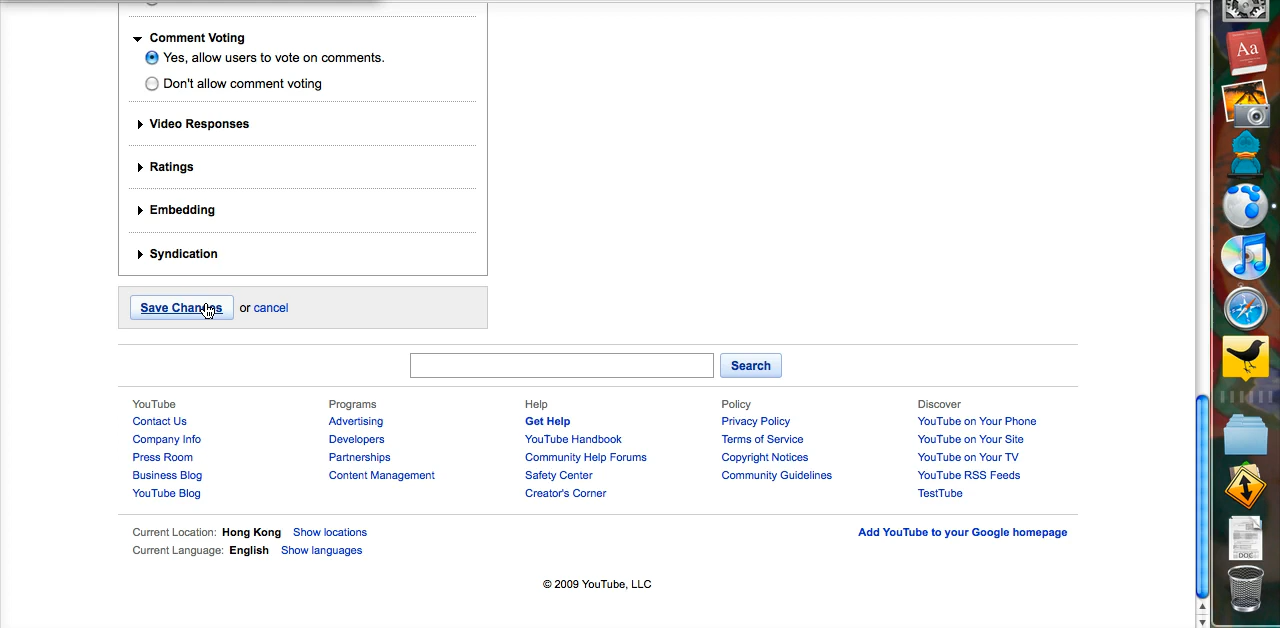 Comment Voting
Yes, allow users to vote on comments.
Don't allow comment voting
Video Responses
Ratings
Embedding
Syndication
Save Changes or cancel
Search
YouTube
Contact Us
Company Info
Press Room
Business Blog
YouTube Blog
Programs
Advertising
Developers
Partnerships
Content Management
Help
Get Help
YouTube Handbook
Community Help Forums
Safety Center
Creator's Corner
Policy
Privacy Policy
Terms of Service
Copyright Notices
Community Guidelines
Discover
YouTube on Your Phone
YouTube on Your Site
YouTube on Your TV
YouTube RSS Feeds
TestTube
Current Location: Hong Kong Show locations
Current Language: English Show languages
Add YouTube to your Google homepage
© 2009 YouTube, LLC
Aa
DOC